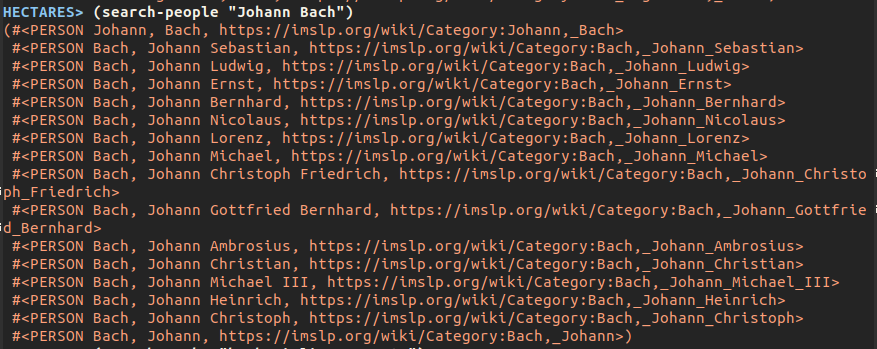 HECTARES> (search-people "Johann Bach")
(#<PERSON Johann, Bach, https://imslp.org/wiki/Category:Johann,_Bach>
#<PERSON Bach, Johann Sebastian, https://imslp.org/wiki/Category:Bach,_Johann_Sebastian>
#<PERSON Bach, Johann Ludwig, https://imslp.org/wiki/Category:Bach,_Johann_Ludwig>
#<PERSON Bach, Johann Ernst, https://imslp.org/wiki/Category:Bach,_Johann_Ernst>
#<PERSON Bach, Johann Bernhard, https://imslp.org/wiki/Category:Bach,_Johann_Bernhard>
#<PERSON Bach, Johann Nicolaus, https://imslp.org/wiki/Category:Bach,_Johann_Nicolaus>
#<PERSON Bach, Johann Lorenz, https://imslp.org/wiki/Category:Bach,_Johann_Lorenz>
#<PERSON Bach, Johann Michael, https://imslp.org/wiki/Category:Bach,_Johann_Michael>
#<PERSON Bach, Johann Christoph Friedrich, https://imslp.org/wiki/Category:Bach,_Johann_Christo
ph_Friedrich>
#<PERSON Bach, Johann Gottfried Bernhard, https://imslp.org/wiki/Category:Bach,_Johann_Gottfrie
d_Bernhard>
#<PERSON Bach, Johann Ambrosius, https://imslp.org/wiki/Category:Bach,_Johann_Ambrosius>
#<PERSON Bach, Johann Christian, https://imslp.org/wiki/Category:Bach,_Johann_Christian>
#<PERSON Bach, Johann Michael III, https://imslp.org/wiki/Category:Bach,_Johann_Michael_III>
#<PERSON Bach, Johann Heinrich, https://imslp.org/wiki/Category:Bach,_Johann_Heinrich>
#<PERSON Bach, Johann Christoph, https://imslp.org/wiki/Category:Bach,_Johann_Christoph>
#<PERSON Bach, Johann, https://imslp.org/wiki/Category:Bach,_Johann>)